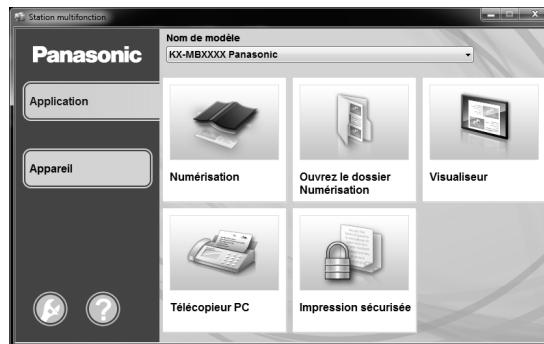 Station multifonction
Nom de modèle
Panasonic
KX-MBXXXX Panasonic
Application
Appareil
Numérisation
Ouvrez le dossier
Numérisation
Visualiseur
Télécopieur PC
Impression sécurisée
?